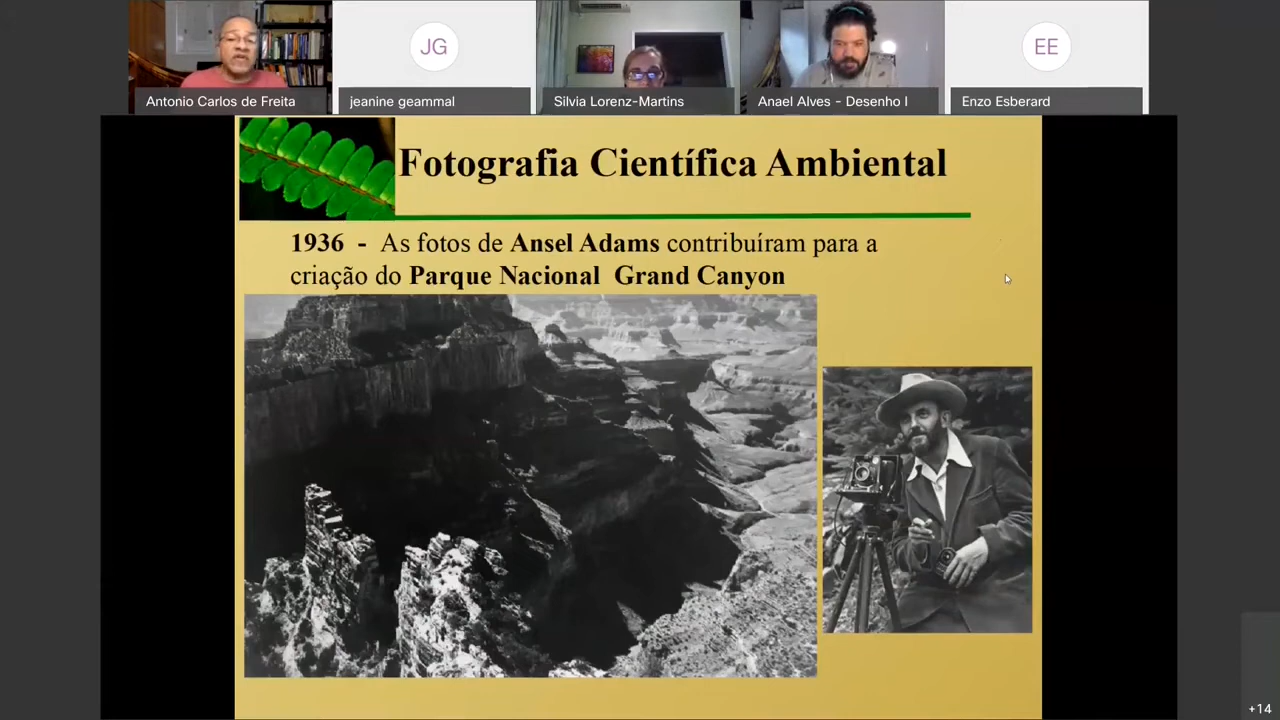 JG
EE
Antonio Carlos de Freita
jeanine geammal
Silvia Lorenz-Martins
Anael Alves - Desenho I
Enzo Esberard
Fotografia Científica Ambiental
1936 - As fotos de Ansel Adams contribuíram para a
criação do Parque Nacional Grand Canyon
+14